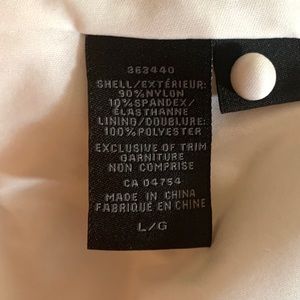 363440
SHELL/EXTÉRIEUR:
90% NYLON
10% SPANDEX/
ÉLASTHANNE
LINING/DOUBLURE:
100% POLYESTER
EXCLUSIVE OF TRIM
GARNITURE
NON COMPRISE
CA 04754
MADE IN CHINA
FABRIQUÉ EN CHINE
L/G